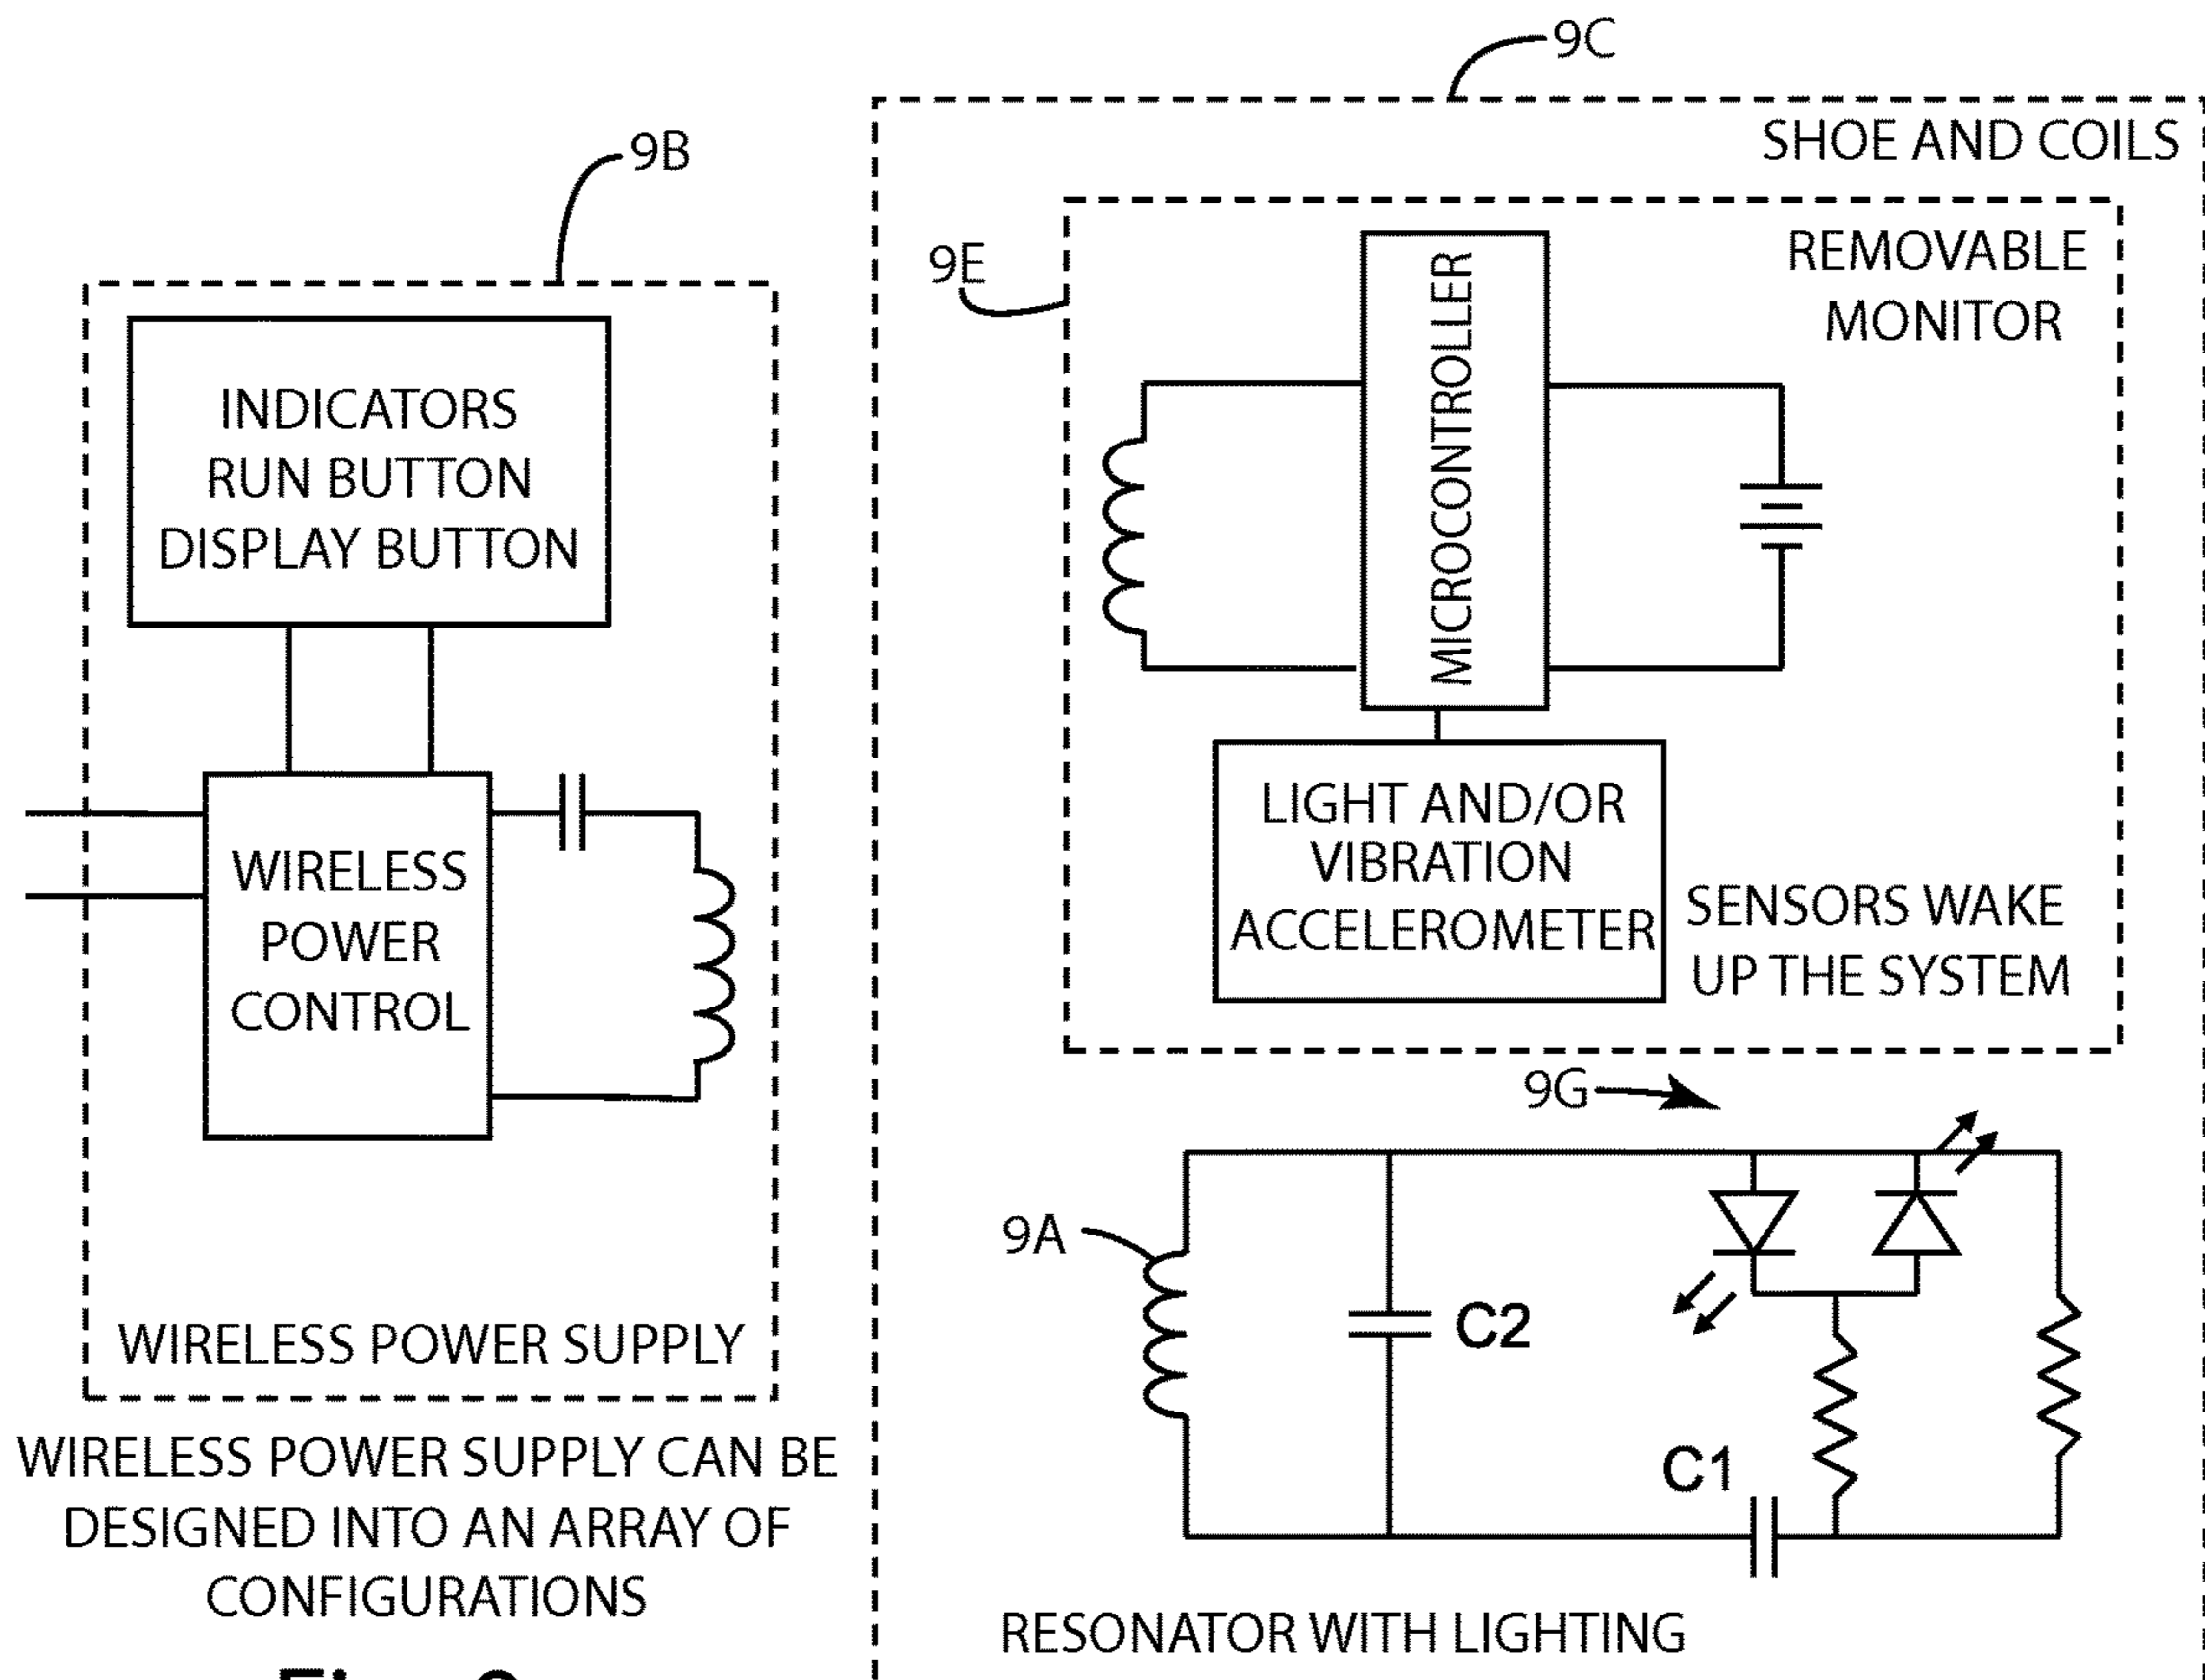 9C
SHOE AND COILS
9B
REMOVABLE
MONITOR
9E
MICROCONTROLLER
INDICATORS
RUN BUTTON
DISPLAY BUTTON
LIGHT AND/OR
VIBRATION
ACCELEROMETER
SENSORS WAKE
UP THE SYSTEM
WIRELESS
POWER
CONTROL
9G
9A
C2
C1
WIRELESS POWER SUPPLY
WIRELESS POWER SUPPLY CAN BE
DESIGNED INTO AN ARRAY OF
CONFIGURATIONS
RESONATOR WITH LIGHTING